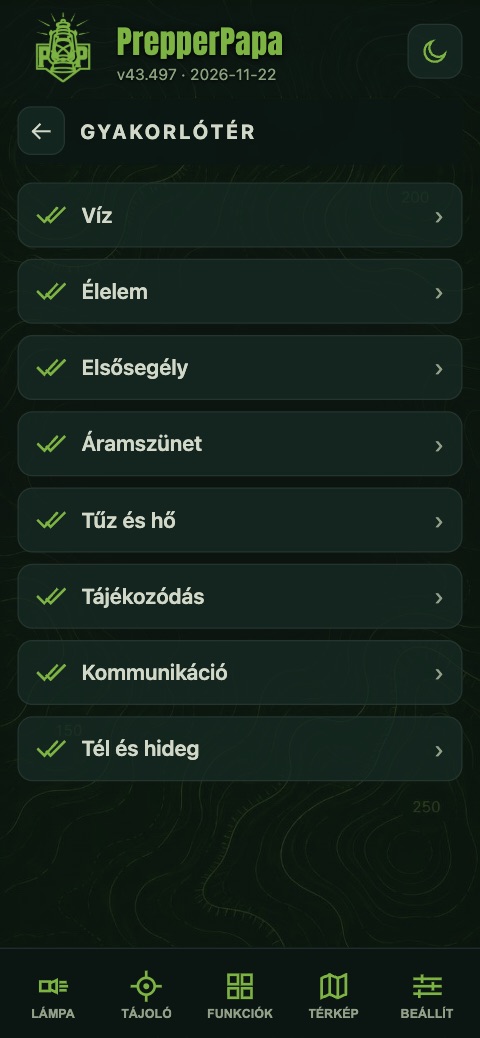 PrepperPapa
v43.497 · 2026-11-22
GYAKORLÓTÉR
200
Víz
Élelem
Elsősegély
Áramszünet
Tűz és hő
Tájékozódás
Kommunikáció
150
Tél és hideg
250
LÁMPA
TÁJOLÓ
FUNKCIÓK
TÉRKÉP
BEÁLLÍT